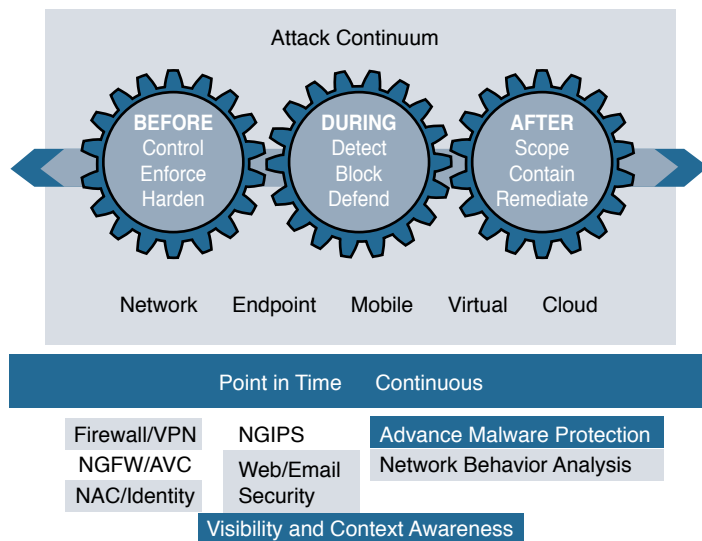 Attack Continuum
BEFORE
Control
Enforce
Harden
DURING
Detect
Block
Defend
AFTER
Scope
Contain
Remediate
Network Endpoint Mobile Virtual Cloud
Point in Time Continuous
Firewall/VPN
NGFW/AVC
NAC/Identity
NGIPS
Web/Email
Security
Advance Malware Protection
Network Behavior Analysis
Visibility and Context Awareness